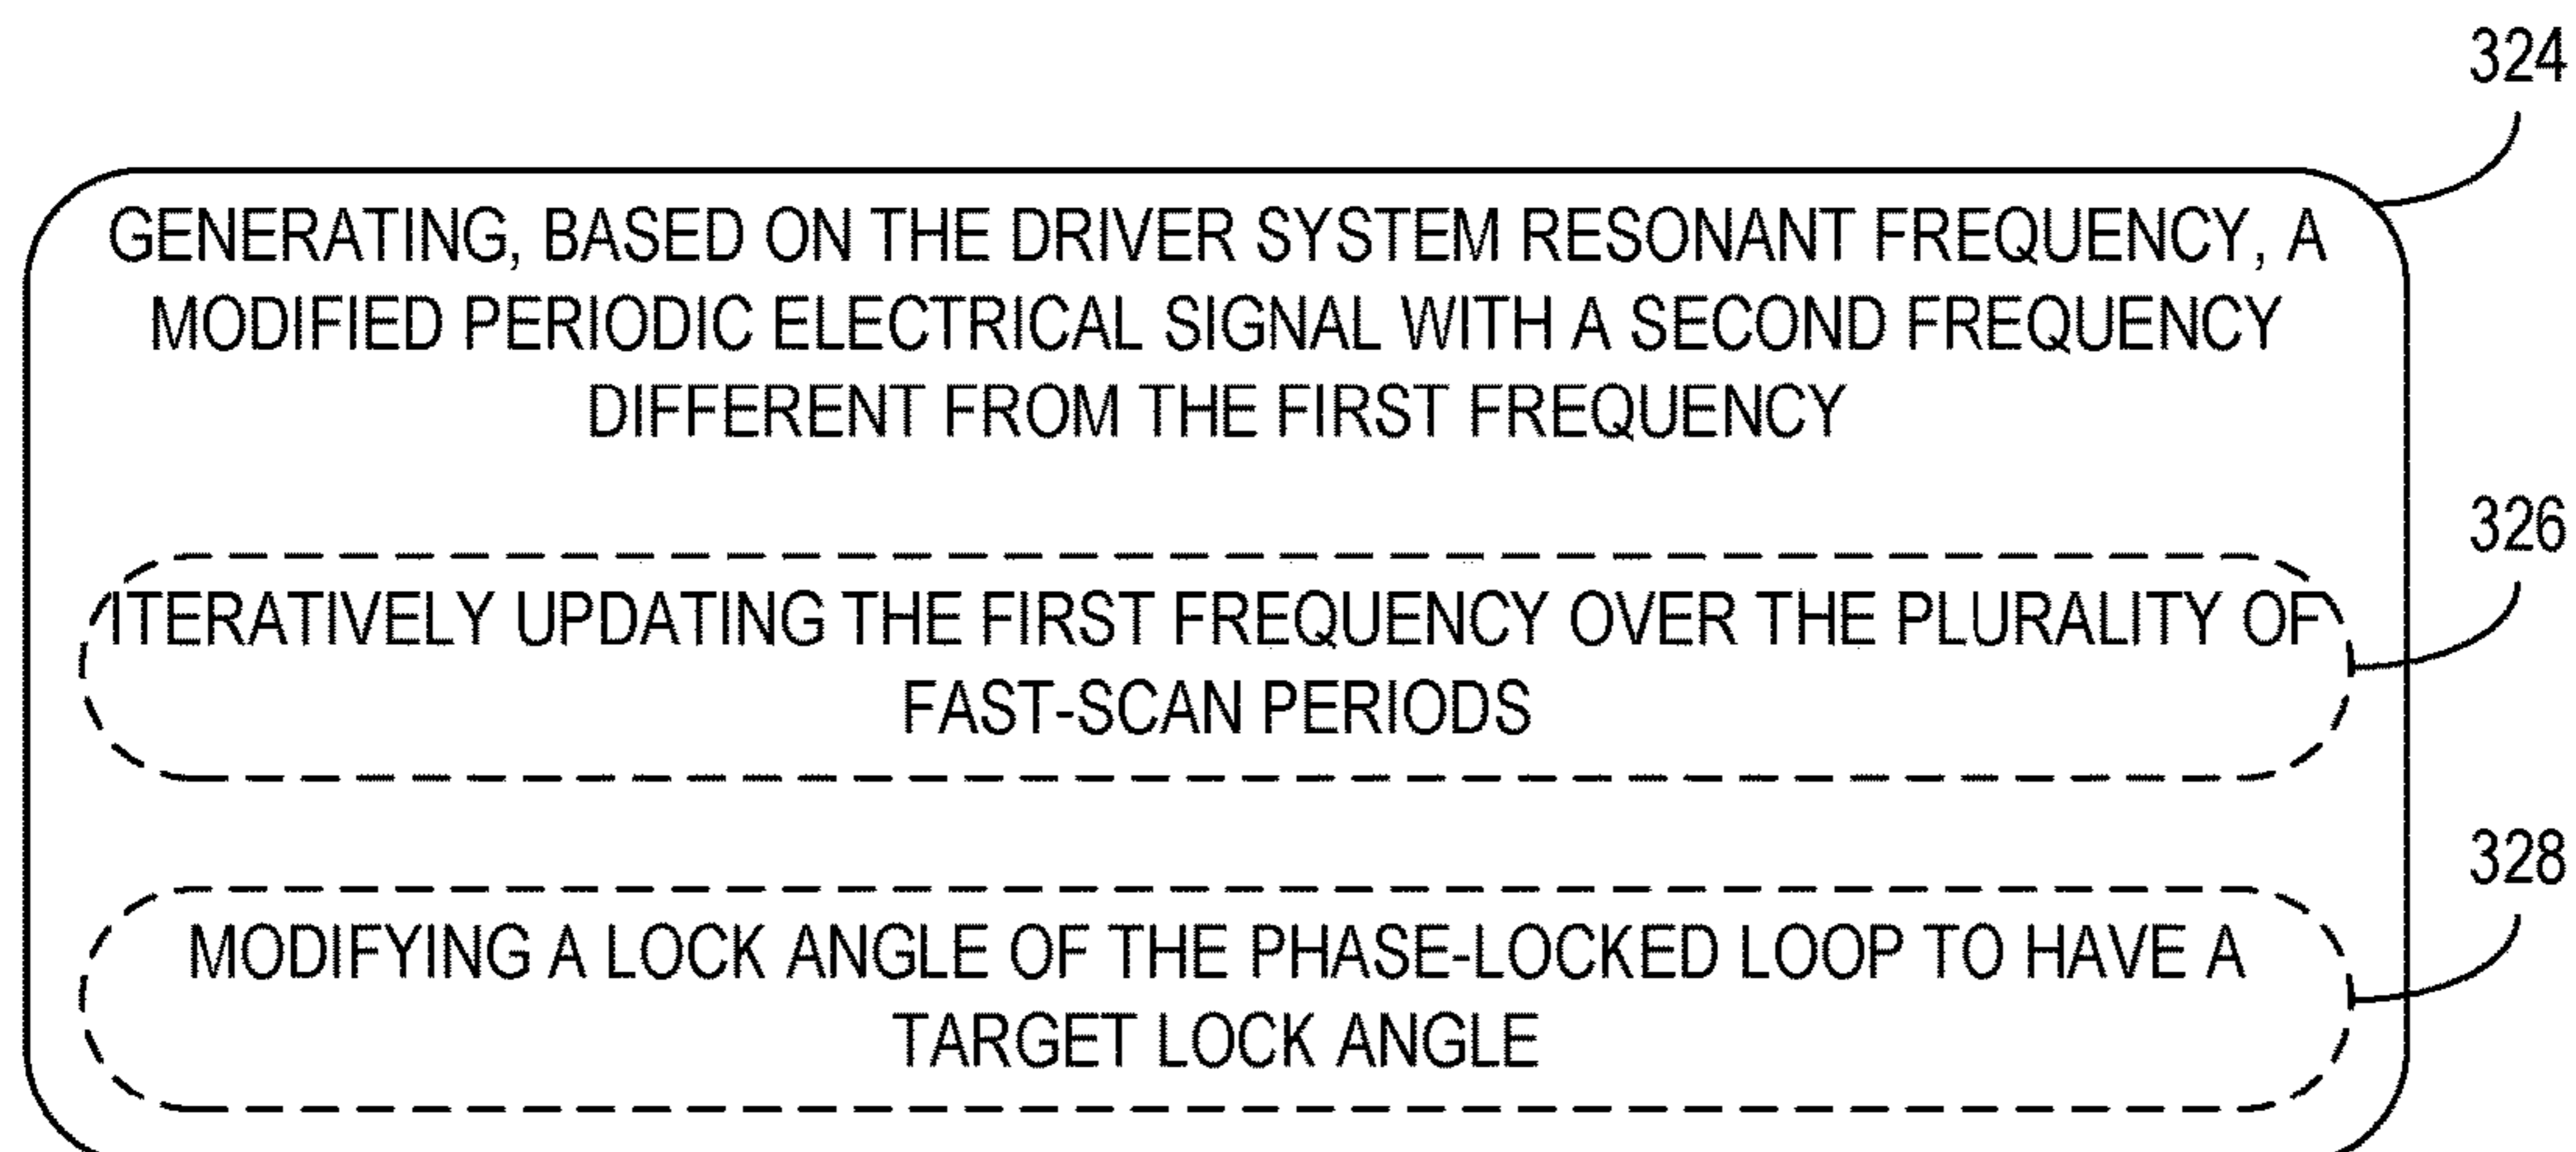 324
GENERATING, BASED ON THE DRIVER SYSTEM RESONANT FREQUENCY, A
MODIFIED PERIODIC ELECTRICAL SIGNAL WITH A SECOND FREQUENCY
DIFFERENT FROM THE FIRST FREQUENCY
326
ITERATIVELY UPDATING THE FIRST FREQUENCY OVER THE PLURALITY OF
FAST-SCAN PERIODS
328
MODIFYING A LOCK ANGLE OF THE PHASE-LOCKED LOOP TO HAVE A
TARGET LOCK ANGLE